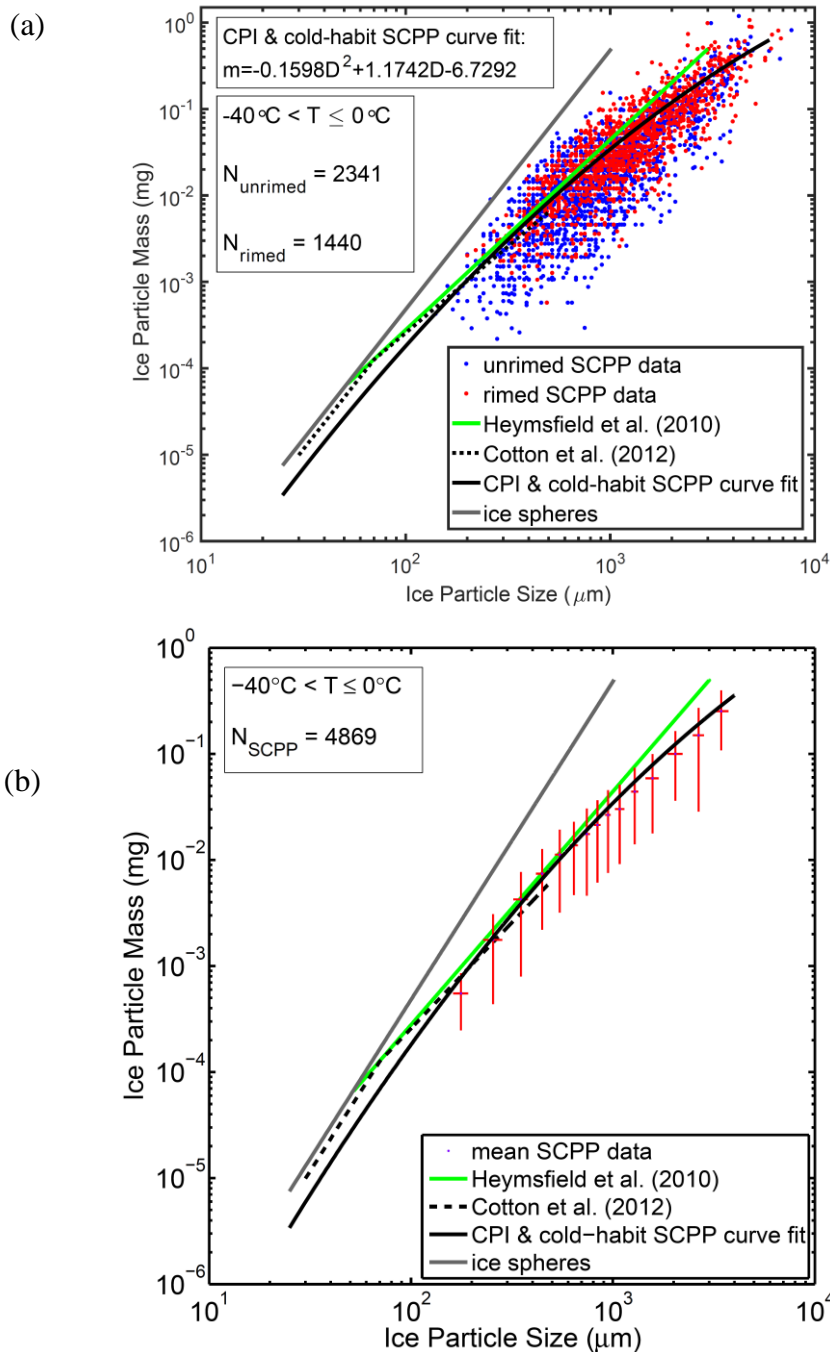 (a)
CPI & cold-habit SCPP curve fit:
m=-0.1598D²+1.1742D-6.7292
-40°C < T ≤ 0°C
N_unrimed = 2341
N_rimed = 1440
10⁰
10⁻¹
10⁻²
10⁻³
10⁻⁴
10⁻⁵
10⁻⁶
Ice Particle Mass (mg)
unrimed SCPP data
rimed SCPP data
Heymsfield et al. (2010)
Cotton et al. (2012)
CPI & cold-habit SCPP curve fit
ice spheres
10¹ 10² 10³ 10⁴
Ice Particle Size (μm)
(b)
−40°C < T ≤ 0°C
N_SCPP = 4869
10⁰
10⁻¹
10⁻²
10⁻³
10⁻⁴
10⁻⁵
10⁻⁶
Ice Particle Mass (mg)
mean SCPP data
Heymsfield et al. (2010)
Cotton et al. (2012)
CPI & cold−habit SCPP curve fit
ice spheres
10¹ 10² 10³ 10⁴
Ice Particle Size (μm)